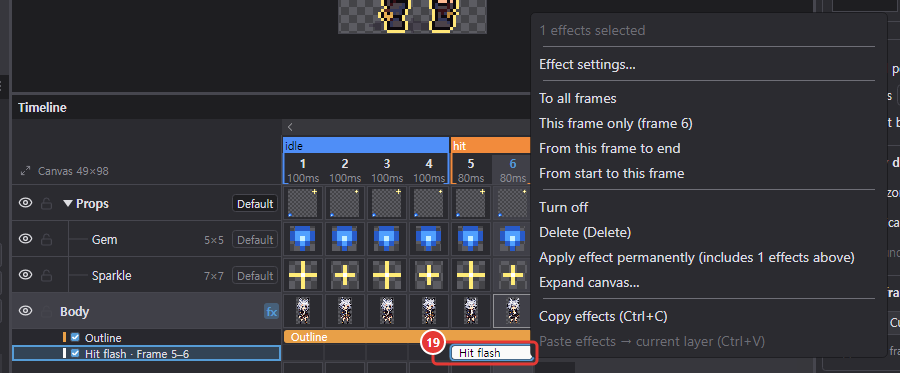 1 effects selected
Effect settings...
To all frames
This frame only (frame 6)
From this frame to end
From start to this frame
Turn off
Delete (Delete)
Apply effect permanently (includes 1 effects above)
Expand canvas...
Copy effects (Ctrl+C)
Paste effects → current layer (Ctrl+V)
Timeline
idle
hit
1
2
3
4
5
6
Canvas 49×98
100ms
100ms
100ms
100ms
80ms
80ms
Props
Default
Gem
5×5
Default
Sparkle
7×7
Default
Body
fx
Outline
Outline
Hit flash · Frame 5–6
19
Hit flash